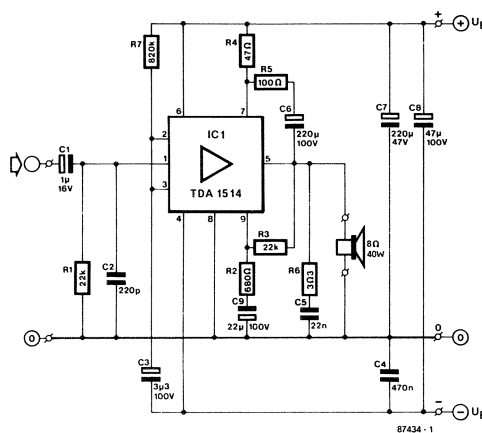 +
+ UB
R7
820k
R4
47Ω
R5
100Ω
C6
220µ
100V
C7
220µ
47V
C8
47µ
100V
6
7
2
IC1
C1
1µ
16V
1
5
3
TDA 1514
4
8
9
R3
22k
8Ω
40W
R1
22k
C2
220p
R2
680Ω
R6
3Ω3
C9
22µ 100V
C5
22n
0
0
0
C3
3µ3
100V
C4
470n
–
– UB
87434 - 1